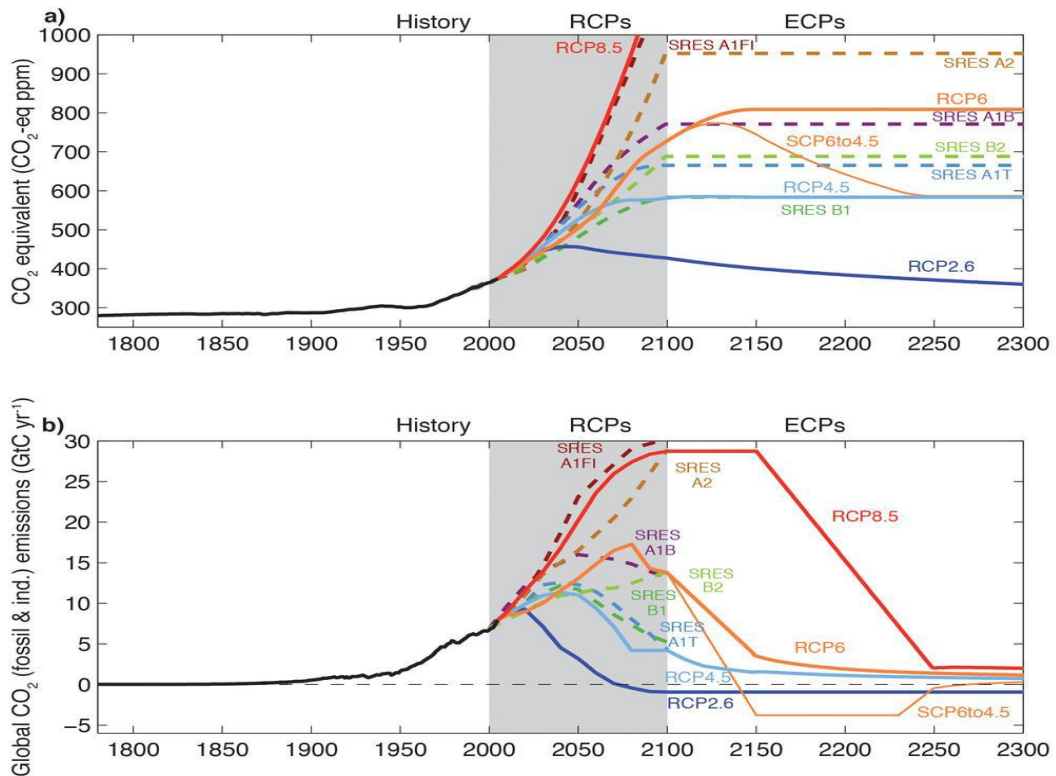 a)
History RCPs ECPs
CO2 equivalent (CO2-eq ppm)
1000
900
800
700
600
500
400
300
RCP8.5
SRES A1FI
SRES A2
RCP6
SRES A1B
SCP6to4.5
SRES B2
SRES A1T
RCP4.5
SRES B1
RCP2.6
1800 1850 1900 1950 2000 2050 2100 2150 2200 2250 2300
b)
History RCPs ECPs
Global CO2 (fossil & ind.) emissions (GtC yr-1)
30
25
20
15
10
5
0
−5
SRES
A1FI
SRES
A2
RCP8.5
SRES
A1B
SRES
B2
SRES
B1
SRES
A1T
RCP6
RCP4.5
RCP2.6
SCP6to4.5
1800 1850 1900 1950 2000 2050 2100 2150 2200 2250 2300